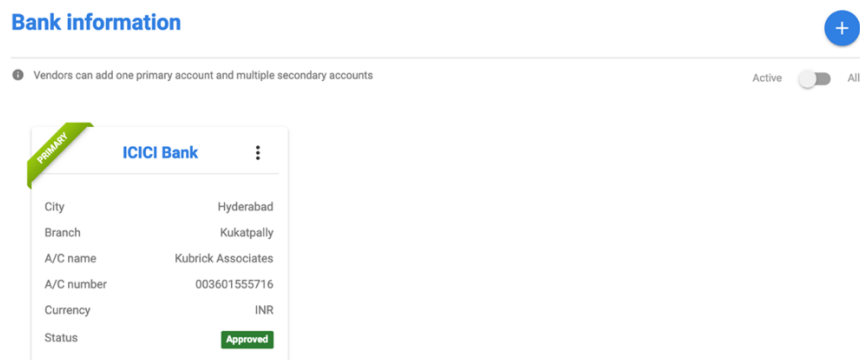 Bank information
Vendors can add one primary account and multiple secondary accounts
Active All
PRIMARY
ICICI Bank
City Hyderabad
Branch Kukatpally
A/C name Kubrick Associates
A/C number 003601555716
Currency INR
Status Approved